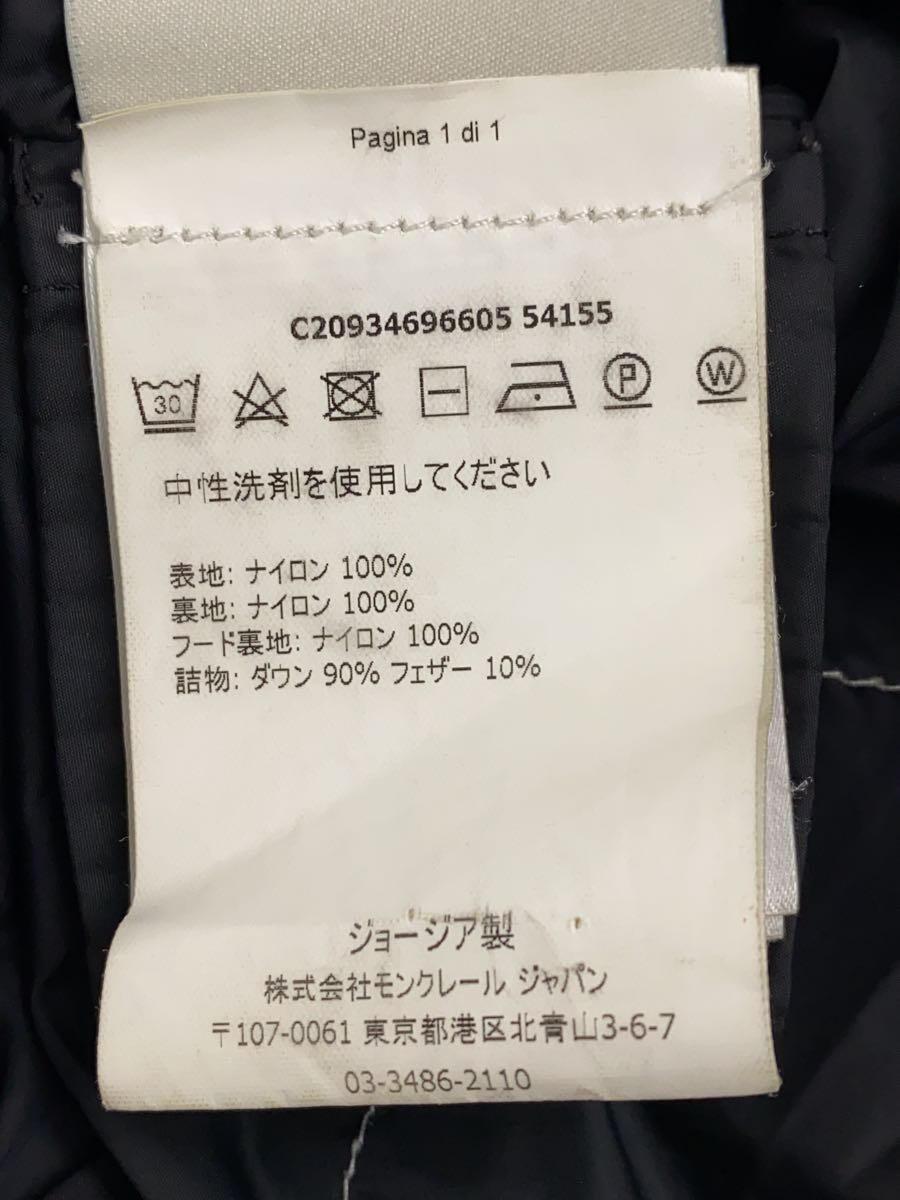 Pagina 1 di 1
C20934696605 54155
30
P
W
中性洗剤を使用してください
表地: ナイロン 100%
裏地: ナイロン 100%
フード裏地: ナイロン 100%
詰物: ダウン 90% フェザー 10%
ジョージア製
株式会社モンクレール ジャパン
〒107-0061 東京都港区北青山3-6-7
03-3486-2110